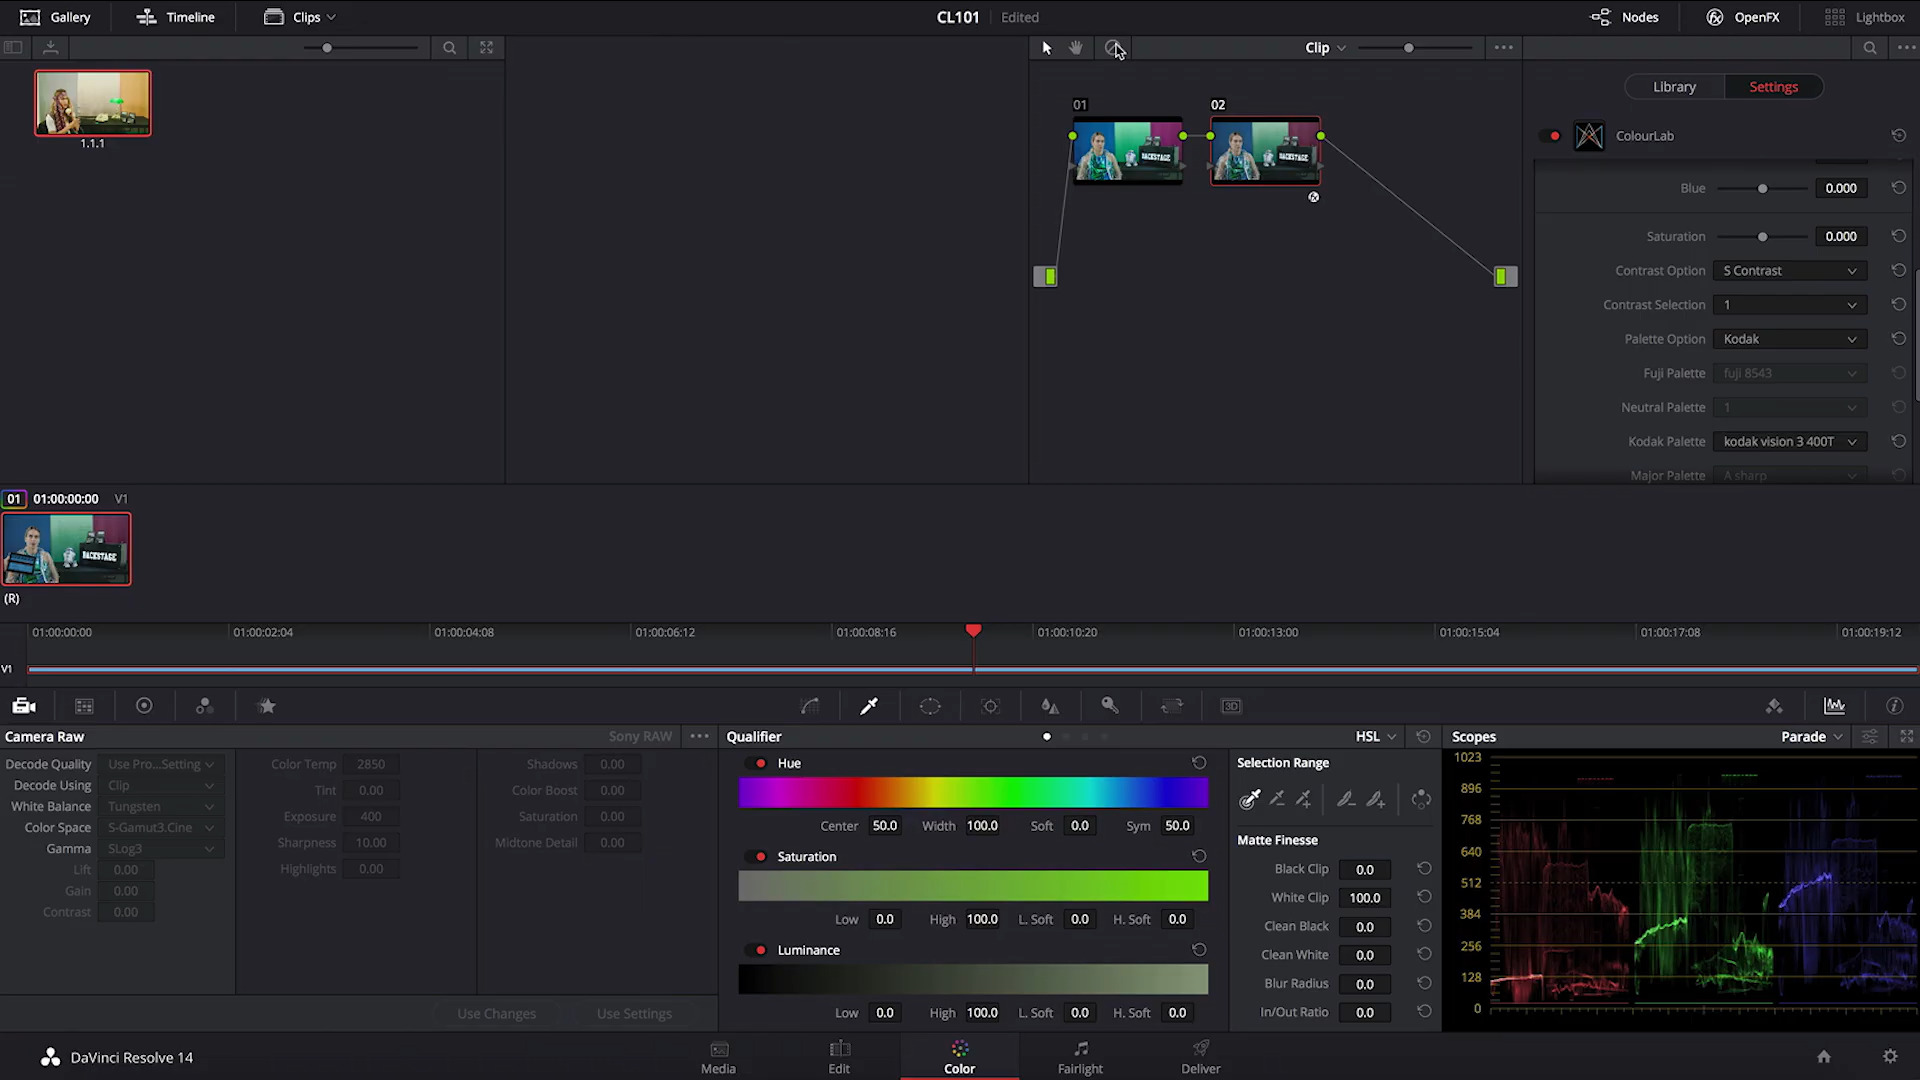 Gallery Timeline Clips CL101 Edited Nodes OpenFX Lightbox
Clip
Library Settings
1.1.1
01 02
BACKSTAGE BACKSTAGE
ColourLab
Blue 0.000
Saturation 0.000
Contrast Option S Contrast
Contrast Selection 1
Palette Option Kodak
Fuji Palette fuji 8543
Neutral Palette 1
Kodak Palette kodak vision 3 400T
Major Palette A sharp
01 01:00:00:00 V1
BACKSTAGE
(R)
01:00:00:00 01:00:02:04 01:00:04:08 01:00:06:12 01:00:08:16 01:00:10:20 01:00:13:00 01:00:15:04 01:00:17:08 01:00:19:12
V1
3D
Camera Raw Sony RAW
Decode Quality Use Pro...Setting
Decode Using Clip
White Balance Tungsten
Color Space S-Gamut3.Cine
Gamma SLog3
Lift 0.00
Gain 0.00
Contrast 0.00
Color Temp 2850
Tint 0.00
Exposure 400
Sharpness 10.00
Highlights 0.00
Shadows 0.00
Color Boost 0.00
Saturation 0.00
Midtone Detail 0.00
Use Changes Use Settings
Qualifier HSL
Hue
Center 50.0 Width 100.0 Soft 0.0 Sym 50.0
Saturation
Low 0.0 High 100.0 L. Soft 0.0 H. Soft 0.0
Luminance
Low 0.0 High 100.0 L. Soft 0.0 H. Soft 0.0
Selection Range
Matte Finesse
Black Clip 0.0
White Clip 100.0
Clean Black 0.0
Clean White 0.0
Blur Radius 0.0
In/Out Ratio 0.0
Scopes Parade
1023
896
768
640
512
384
256
128
0
DaVinci Resolve 14
Media Edit Color Fairlight Deliver